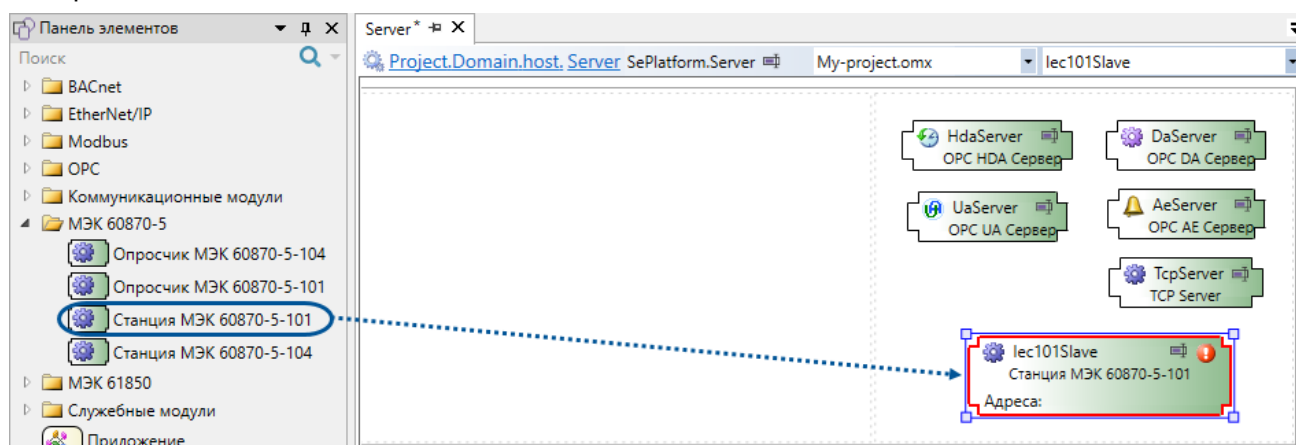 Панель элементов
Поиск
BACnet
EtherNet/IP
Modbus
OPC
Коммуникационные модули
МЭК 60870-5
Опросчик МЭК 60870-5-104
Опросчик МЭК 60870-5-101
Станция МЭК 60870-5-101
Станция МЭК 60870-5-104
МЭК 61850
Служебные модули
Приложение
Server*
Project.Domain.host. Server SePlatform.Server My-project.omx Iec101Slave
HdaServer
OPC HDA Сервер
DaServer
OPC DA Сервер
UaServer
OPC UA Сервер
AeServer
OPC AE Сервер
TcpServer
TCP Server
Iec101Slave
Станция МЭК 60870-5-101
Адреса: